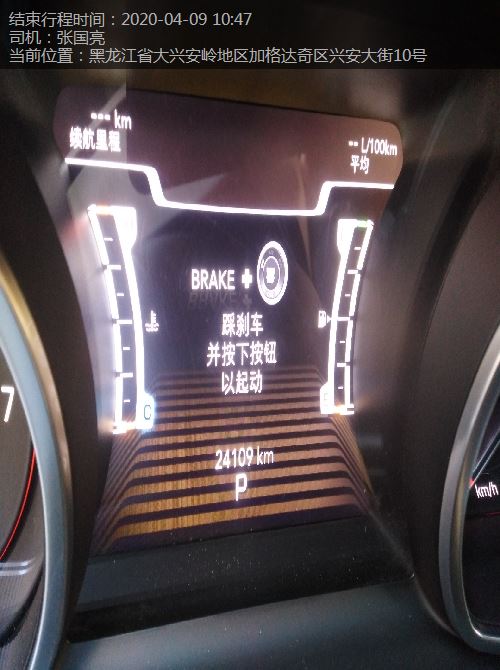 结束行程时间：2020-04-09 10:47
司机：张国亮
当前位置：黑龙江省大兴安岭地区加格达奇区兴安大街10号
--- km
续航里程
-- L/100km
平均
BRAKE +
踩刹车
并按下按钮
以起动
C
E
24109 km
P
7
km/h